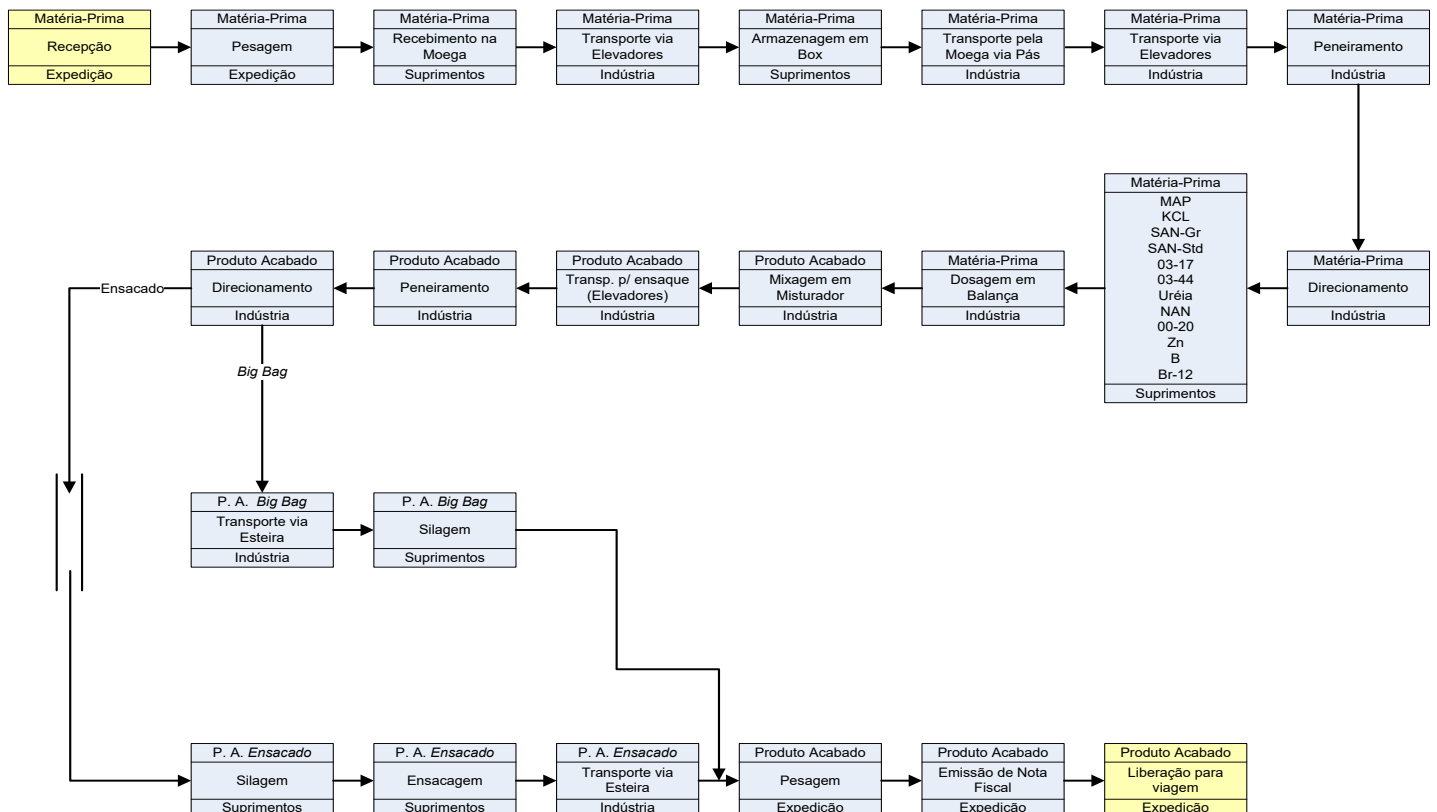 Matéria-Prima
Recepção
Expedição
Matéria-Prima
Pesagem
Expedição
Matéria-Prima
Recebimento na
Moega
Suprimentos
Matéria-Prima
Transporte via
Elevadores
Indústria
Matéria-Prima
Armazenagem em
Box
Suprimentos
Matéria-Prima
Transporte pela
Moega via Pás
Indústria
Matéria-Prima
Transporte via
Elevadores
Indústria
Matéria-Prima
Peneiramento
Indústria
Matéria-Prima
Direcionamento
Indústria
Matéria-Prima
MAP
KCL
SAN-Gr
SAN-Std
03-17
03-44
Uréia
NAN
00-20
Zn
B
Br-12
Suprimentos
Matéria-Prima
Dosagem em
Balança
Indústria
Produto Acabado
Mixagem em
Misturador
Indústria
Produto Acabado
Transp. p/ ensaque
(Elevadores)
Indústria
Produto Acabado
Peneiramento
Indústria
Produto Acabado
Direcionamento
Indústria
Ensacado
Big Bag
P. A. Big Bag
Transporte via
Esteira
Indústria
P. A. Big Bag
Silagem
Suprimentos
P. A. Ensacado
Silagem
Suprimentos
P. A. Ensacado
Ensacagem
Suprimentos
P. A. Ensacado
Transporte via
Esteira
Indústria
Produto Acabado
Pesagem
Expedição
Produto Acabado
Emissão de Nota
Fiscal
Expedição
Produto Acabado
Liberação para
viagem
Expedição